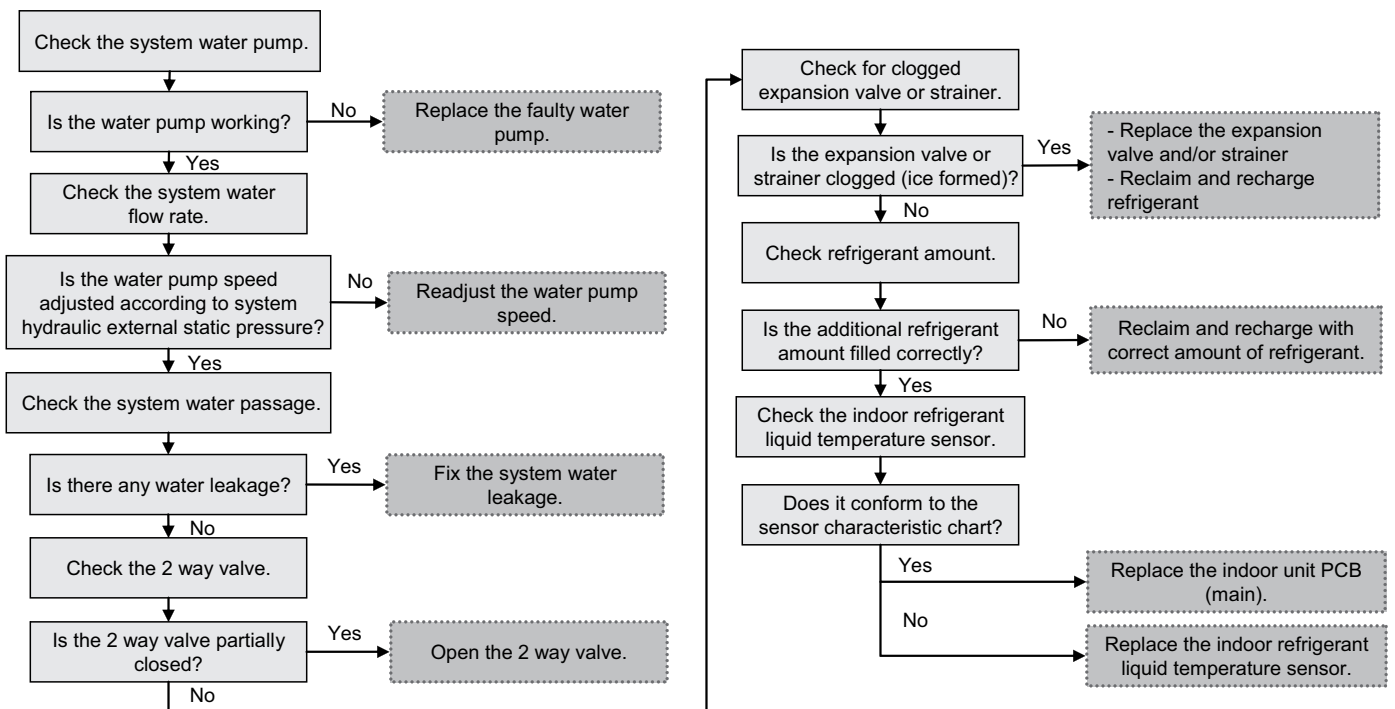 Check the system water pump.
Is the water pump working?
No
Replace the faulty water
pump.
Yes
Check the system water
flow rate.
Is the water pump speed
adjusted according to system
hydraulic external static pressure?
No
Readjust the water pump
speed.
Yes
Check the system water passage.
Is there any water leakage?
Yes
Fix the system water
leakage.
No
Check the 2 way valve.
Is the 2 way valve partially
closed?
Yes
Open the 2 way valve.
No
Check for clogged
expansion valve or strainer.
Is the expansion valve or
strainer clogged (ice formed)?
Yes
- Replace the expansion
valve and/or strainer
- Reclaim and recharge
refrigerant
No
Check refrigerant amount.
Is the additional refrigerant
amount filled correctly?
No
Reclaim and recharge with
correct amount of refrigerant.
Yes
Check the indoor refrigerant
liquid temperature sensor.
Does it conform to the
sensor characteristic chart?
Yes
Replace the indoor unit PCB
(main).
No
Replace the indoor refrigerant
liquid temperature sensor.